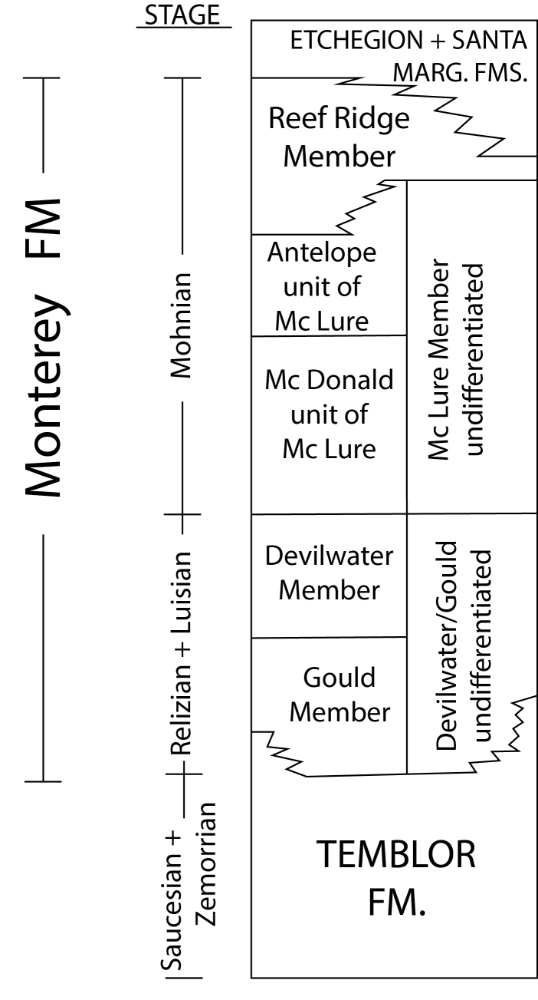 STAGE
ETCHEGION + SANTA
MARG. FMS.
Reef Ridge
Member
Monterey FM
Mohnian
Antelope
unit of
Mc Lure
Mc Lure Member
undifferentiated
Mc Donald
unit of
Mc Lure
Relizian + Luisian
Devilwater
Member
Devilwater/Gould
undifferentiated
Gould
Member
Saucesian +
Zemorrian
TEMBLOR
FM.